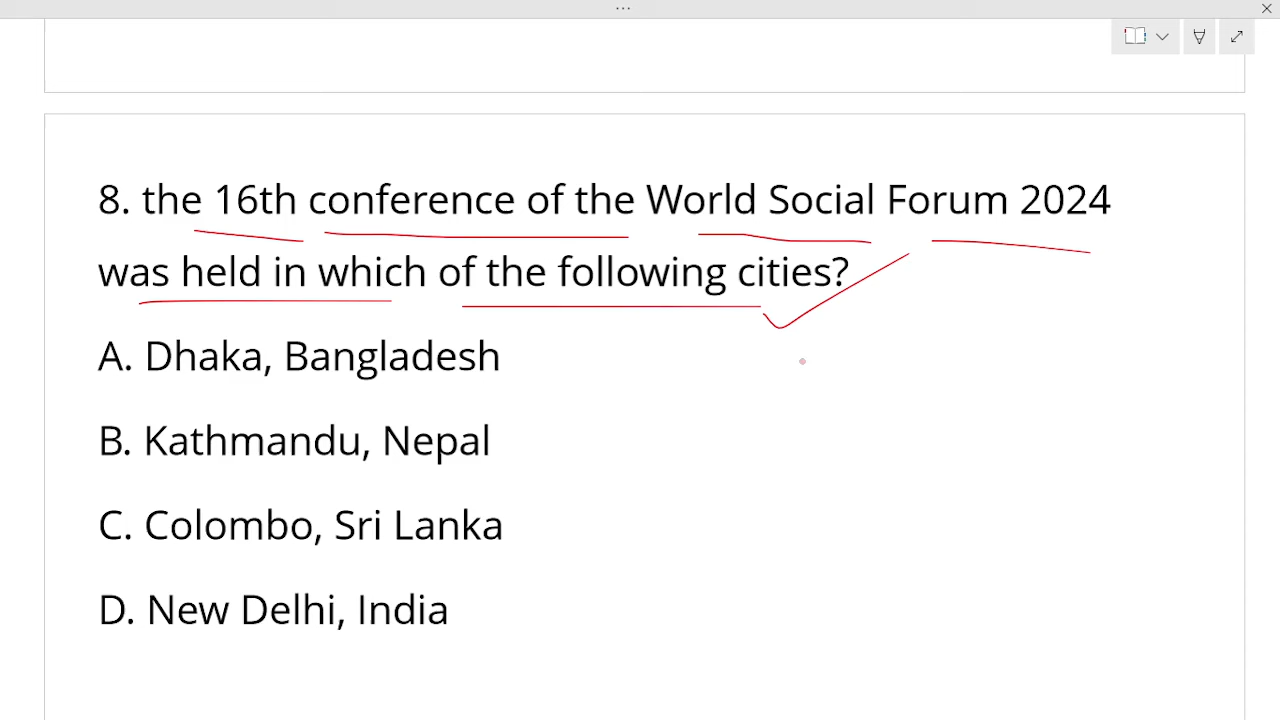 8. the 16th conference of the World Social Forum 2024
was held in which of the following cities?
A. Dhaka, Bangladesh
B. Kathmandu, Nepal
C. Colombo, Sri Lanka
D. New Delhi, India